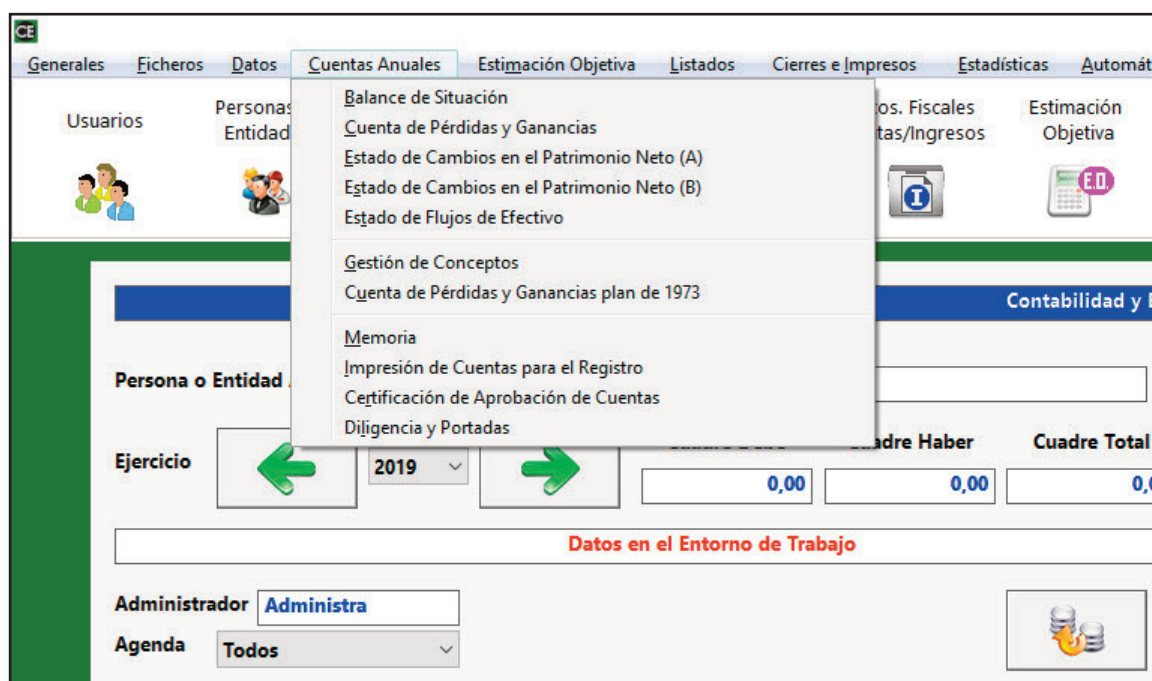 CE
Generales Ficheros Datos Cuentas Anuales Estimación Objetiva Listados Cierres e Impresos Estadísticas Automát
Usuarios
Personas
Entidad
Balance de Situación
Cuenta de Pérdidas y Ganancias
Estado de Cambios en el Patrimonio Neto (A)
Estado de Cambios en el Patrimonio Neto (B)
Estado de Flujos de Efectivo
Gestión de Conceptos
Cuenta de Pérdidas y Ganancias plan de 1973
Memoria
Impresión de Cuentas para el Registro
Certificación de Aprobación de Cuentas
Diligencia y Portadas
tos. Fiscales
tas/Ingresos
I
Estimación
Objetiva
E.O.
Contabilidad y
Persona o Entidad
Ejercicio
2019
Haber
Cuadre Total
0,00 0,00 0,
Datos en el Entorno de Trabajo
Administrador Administra
Agenda Todos